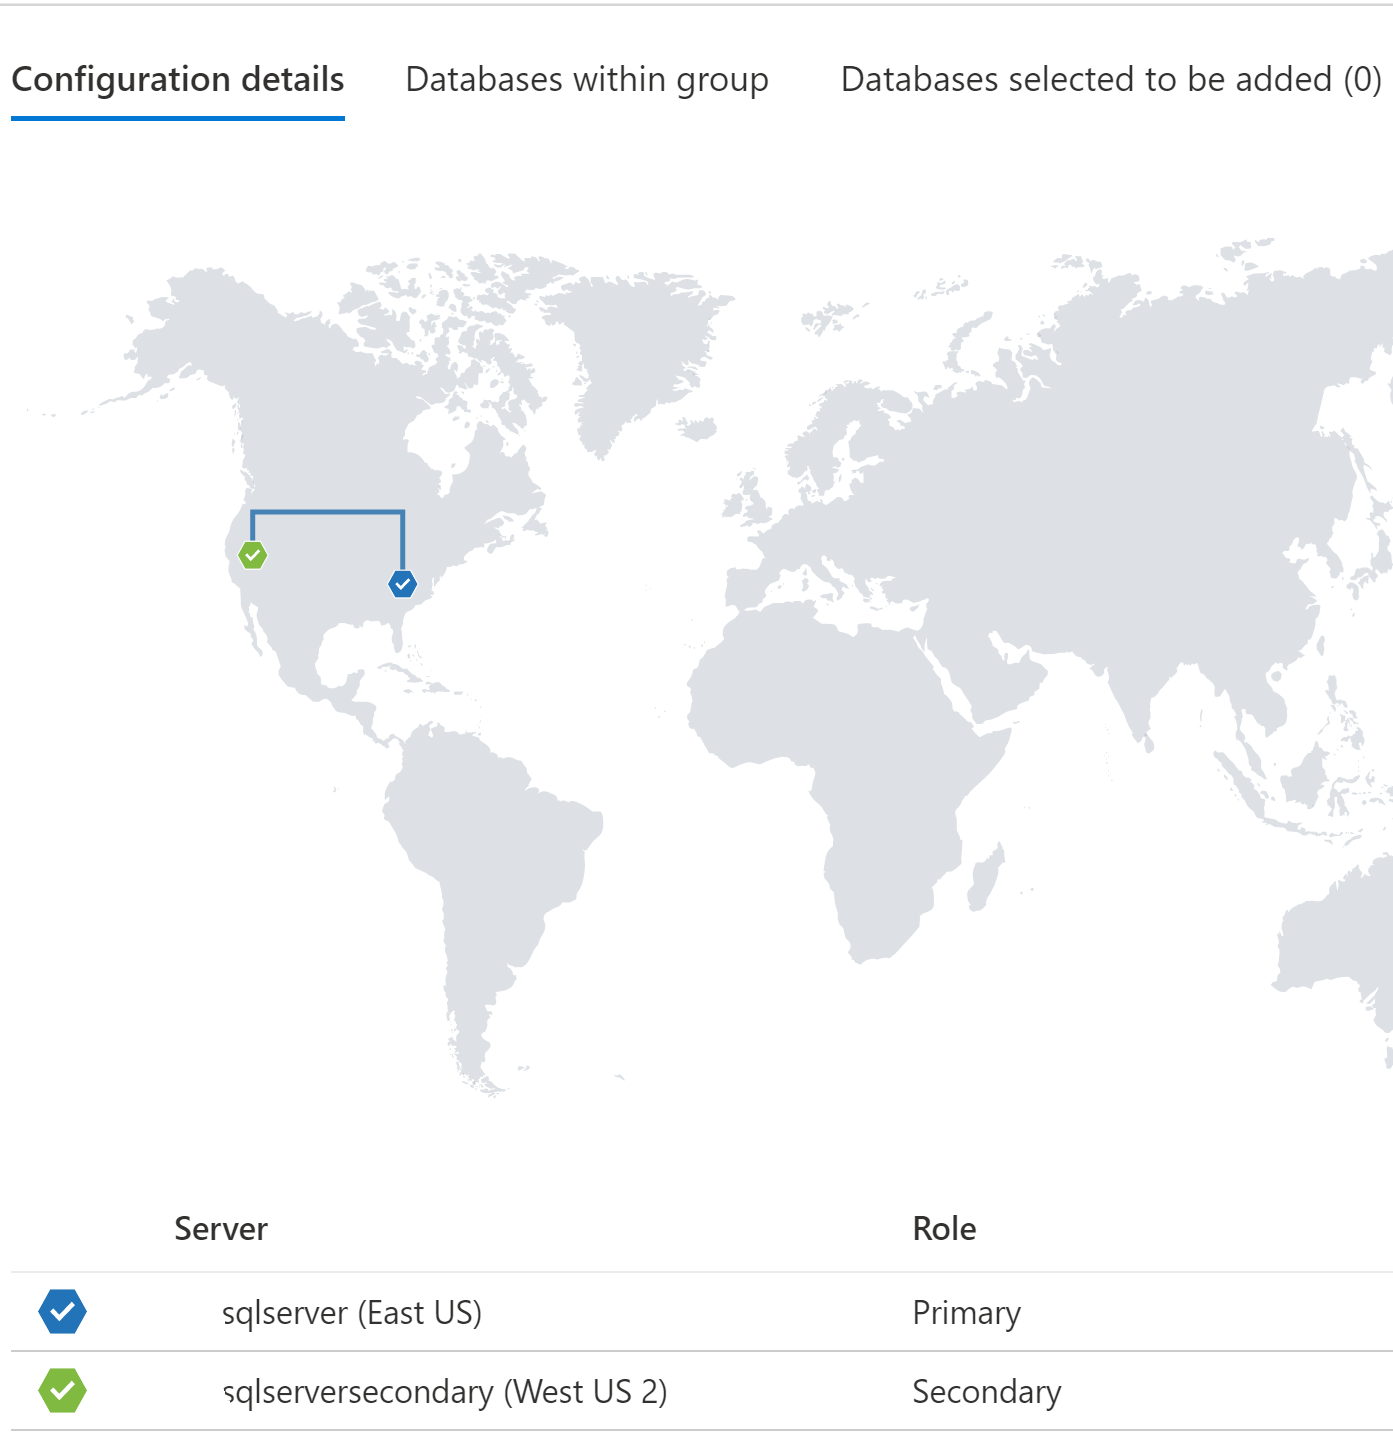 Configuration details Databases within group Databases selected to be added (0)
Server Role
sqlserver (East US) Primary
sqlserversecondary (West US 2) Secondary